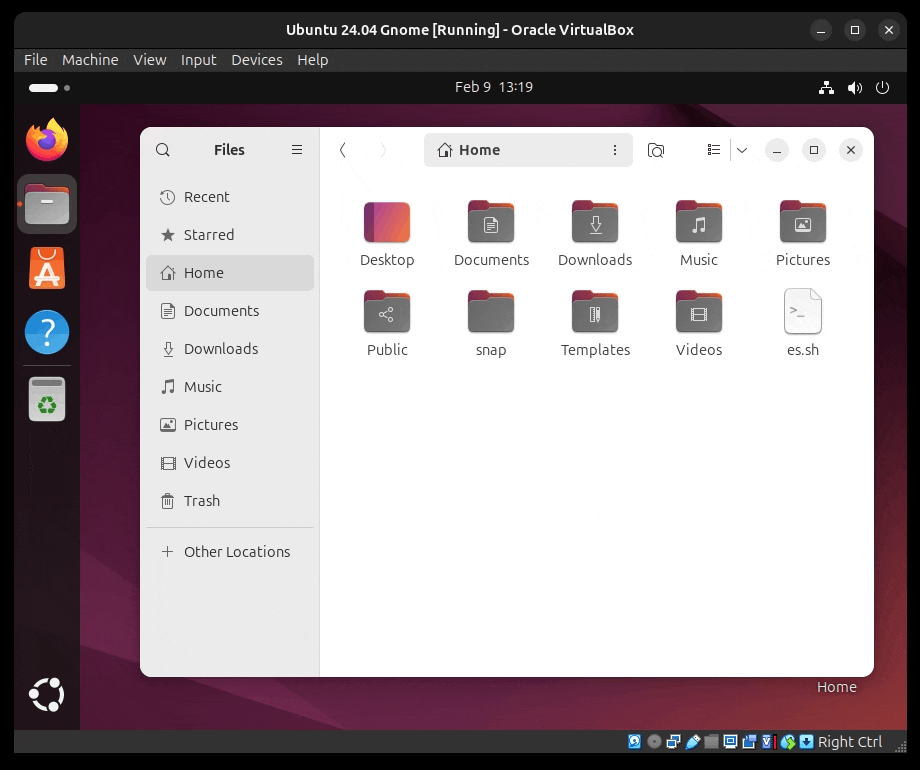 Ubuntu 24.04 Gnome [Running] - Oracle VirtualBox
File Machine View Input Devices Help
Feb 9 13:19
Files
Home
Recent
Starred
Home
Documents
Downloads
Music
Pictures
Videos
Trash
Other Locations
Desktop Documents Downloads Music Pictures
Public snap Templates Videos es.sh
Home
Right Ctrl